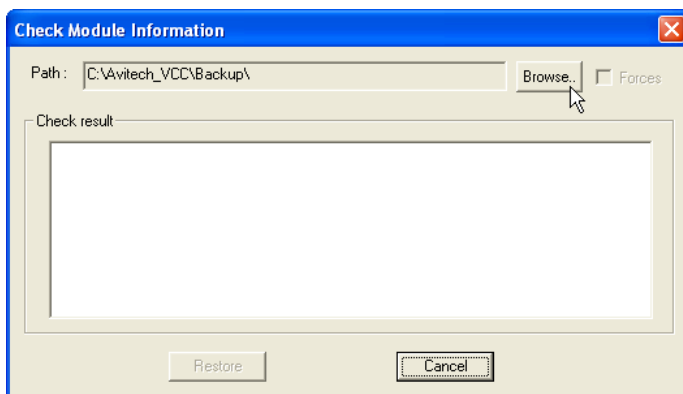 Check Module Information
Path : C:\Avitech_VCC\Backup\ Browse.. Forces
Check result
Restore Cancel